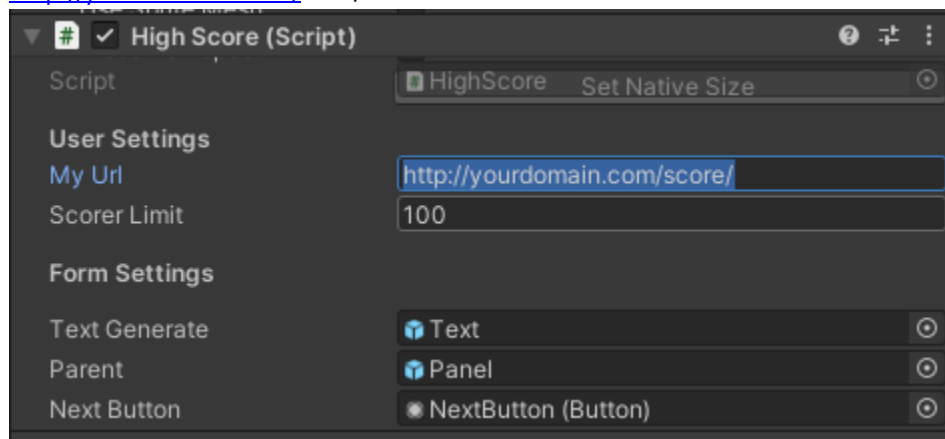 High Score (Script)
Script HighScore Set Native Size
User Settings
My Url http://yourdomain.com/score/
Scorer Limit 100
Form Settings
Text Generate Text
Parent Panel
Next Button NextButton (Button)